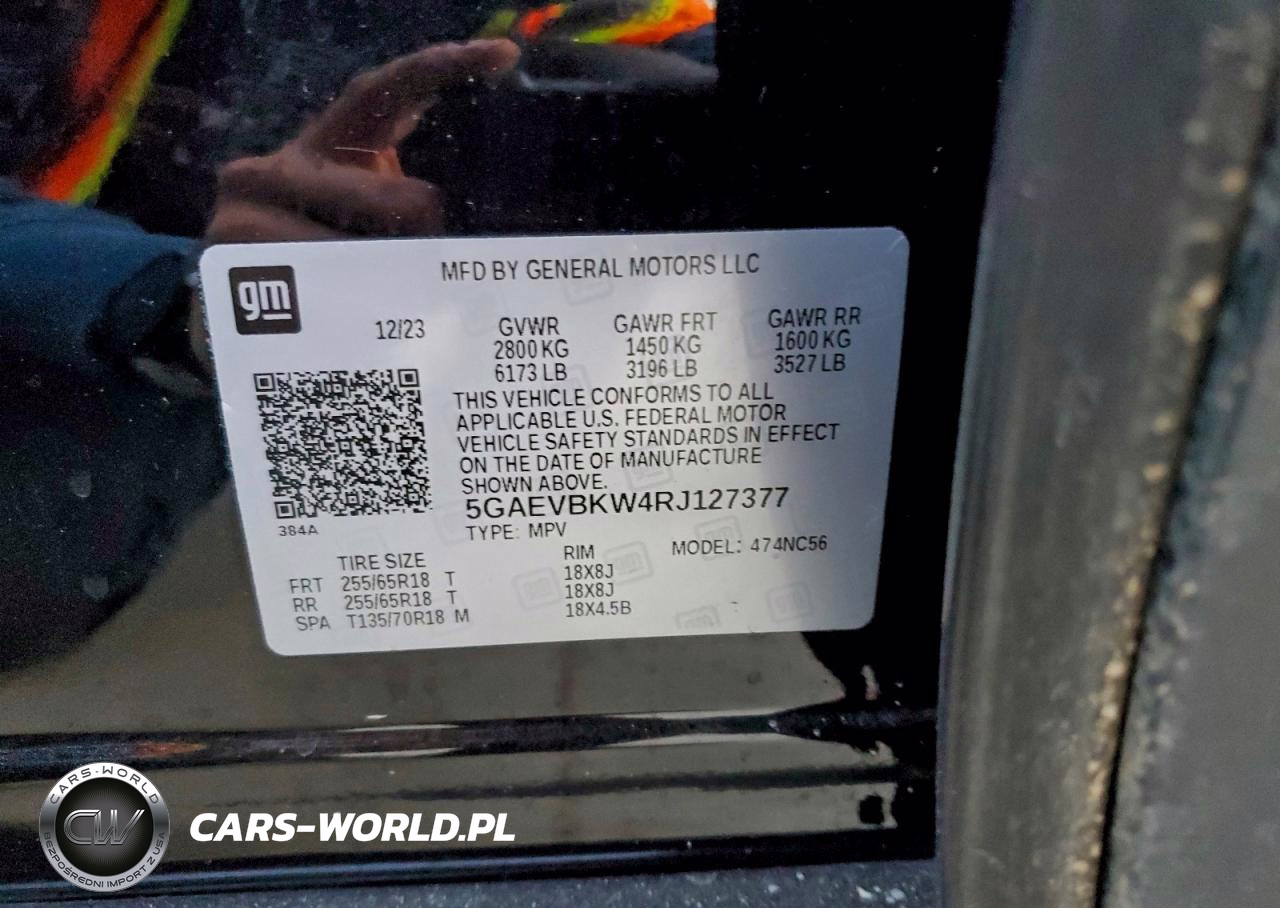 gm
MFD BY GENERAL MOTORS LLC
12/23 GVWR GAWR FRT GAWR RR
2800 KG 1450 KG 1600 KG
6173 LB 3196 LB 3527 LB
THIS VEHICLE CONFORMS TO ALL
APPLICABLE U.S. FEDERAL MOTOR
VEHICLE SAFETY STANDARDS IN EFFECT
ON THE DATE OF MANUFACTURE
SHOWN ABOVE.
5GAEVBKW4RJ127377
384A
TYPE: MPV
MODEL: 474NC56
TIRE SIZE RIM
FRT 255/65R18 T 18X8J
RR 255/65R18 T 18X8J
SPA T135/70R18 M 18X4.5B
CARS-WORLD
CW
BEZPOŚREDNI IMPORT Z USA
CARS-WORLD.PL